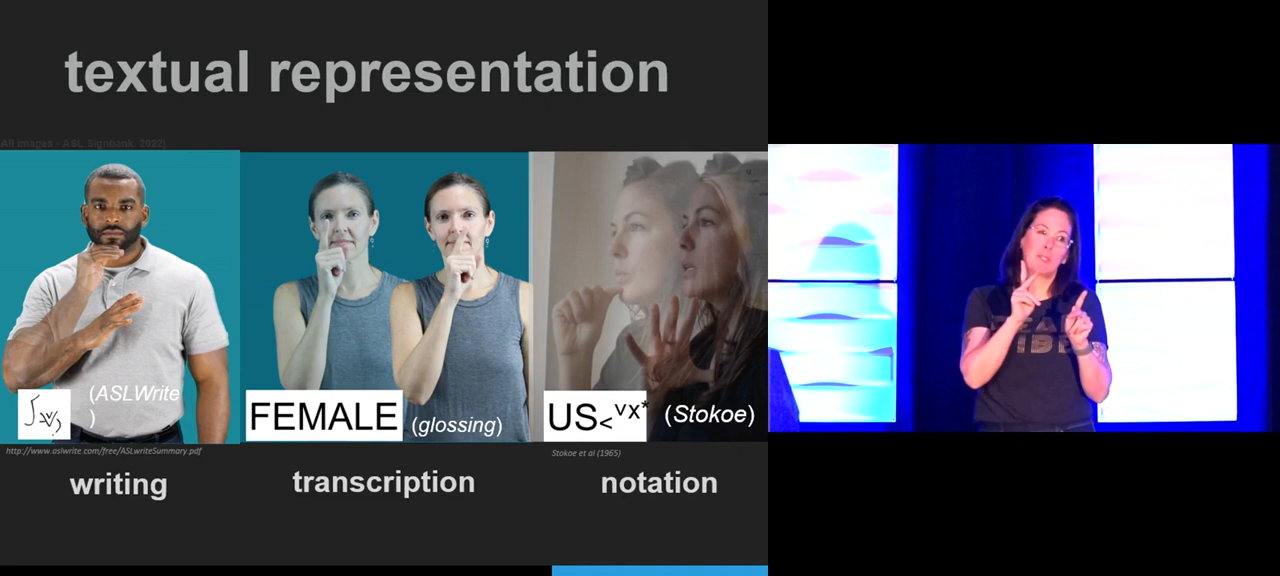 textual representation
All images - ASL Signbank, 2022)
(ASLWrite
)
FEMALE
(glossing)
US<ᵛˣ*
(Stokoe)
http://www.aslwrite.com/free/ASLwriteSummary.pdf
Stokoe et al (1965)
writing
transcription
notation